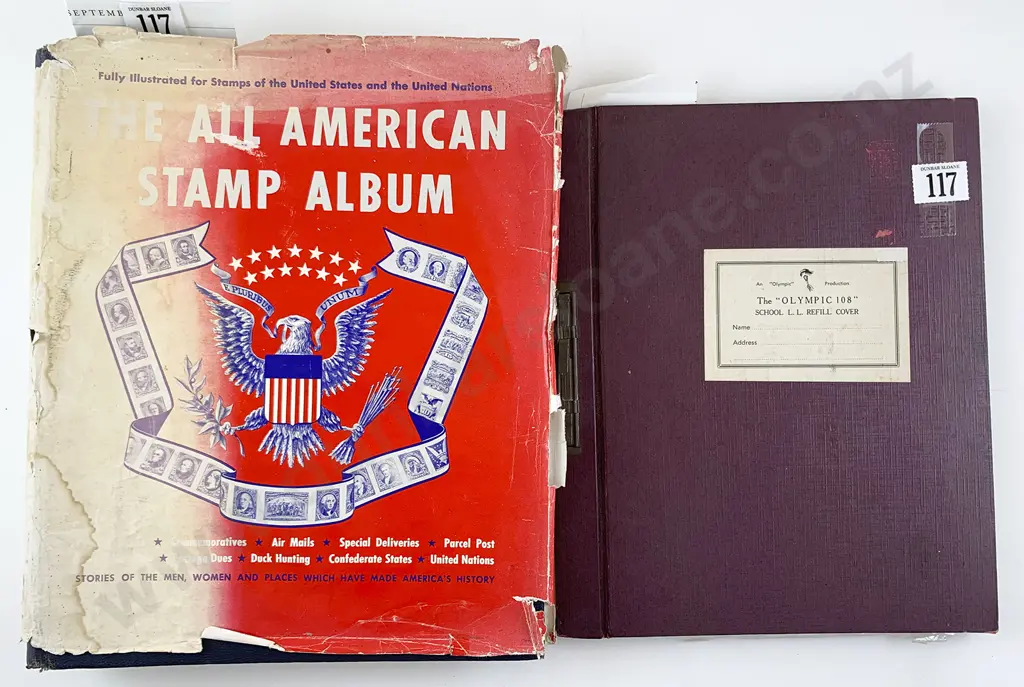 SEPTEMB
DUNBAR SLOANE
117
Fully Illustrated for Stamps of the United States and the United Nations
THE ALL AMERICAN
STAMP ALBUM
E PLURIBUS UNUM
★ Commemoratives ★ Air Mails ★ Special Deliveries ★ Parcel Post
★ Postage Dues ★ Duck Hunting ★ Confederate States ★ United Nations
STORIES OF THE MEN, WOMEN AND PLACES WHICH HAVE MADE AMERICA'S HISTORY
DUNBAR SLOANE
117
An "Olympic" Production
The "OLYMPIC 108"
SCHOOL L. L. REFILL COVER
Name
Address